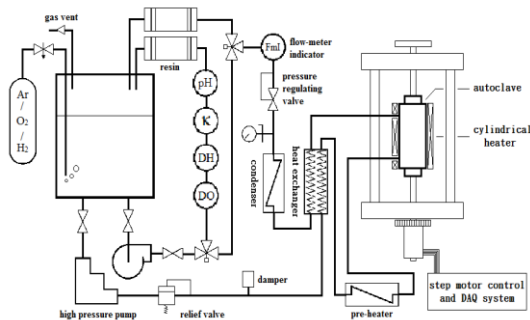 gas vent
resin
Fml
flow-meter
indicator
pressure
regulating
valve
Ar
/
O2
/
H2
pH
K
DH
DO
condenser
heat exchanger
autoclave
cylindrical
heater
damper
high pressure pump
relief valve
pre-heater
step motor control
and DAQ system